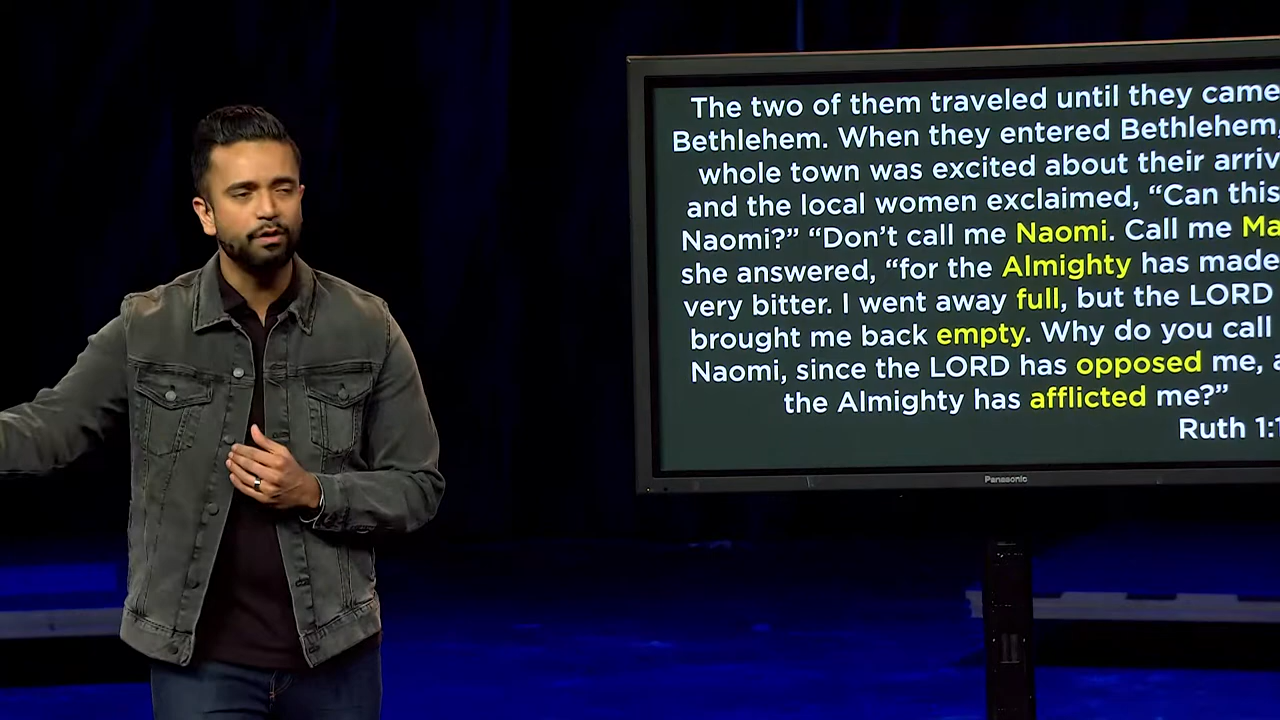 The two of them traveled until they came
Bethlehem. When they entered Bethlehem,
whole town was excited about their arriv
and the local women exclaimed, “Can this
Naomi?” “Don’t call me Naomi. Call me Ma
she answered, “for the Almighty has made
very bitter. I went away full, but the LORD
brought me back empty. Why do you call
Naomi, since the LORD has opposed me, a
the Almighty has afflicted me?”
Ruth 1:1
Panasonic